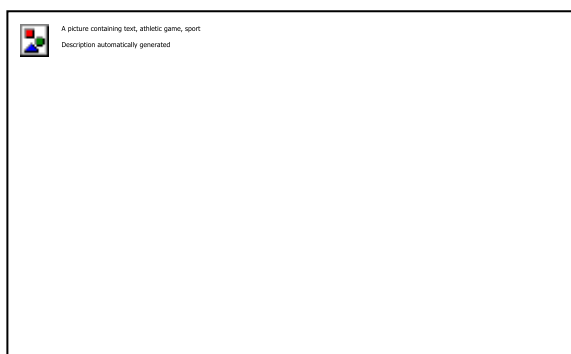 A picture containing text, athletic game, sport
Description automatically generated